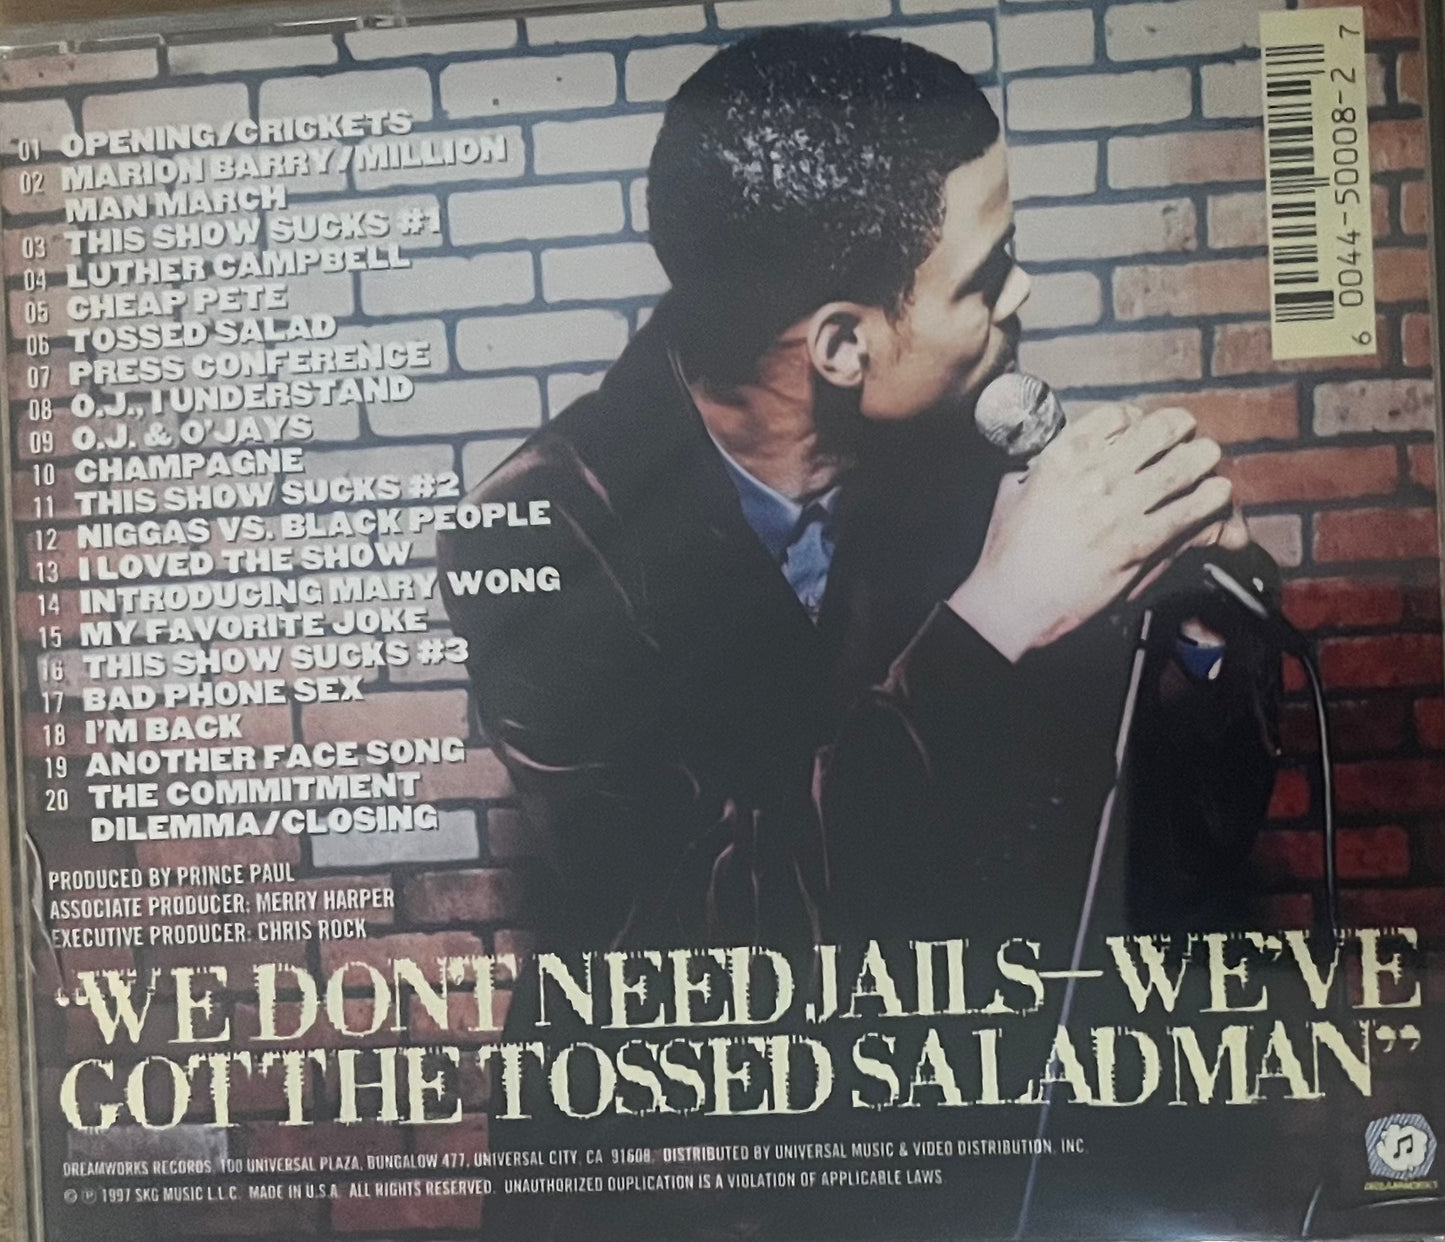 01 OPENING/CRICKETS
02 MARION BARRY/MILLION
MAN MARCH
03 THIS SHOW SUCKS #1
04 LUTHER CAMPBELL
05 CHEAP PETE
06 TOSSED SALAD
07 PRESS CONFERENCE
08 O.J., I UNDERSTAND
09 O.J. & O'JAYS
10 CHAMPAGNE
11 THIS SHOW SUCKS #2
12 NIGGAS VS. BLACK PEOPLE
13 I LOVED THE SHOW
14 INTRODUCING MARY WONG
15 MY FAVORITE JOKE
16 THIS SHOW SUCKS #3
17 BAD PHONE SEX
18 I'M BACK
19 ANOTHER FACE SONG
20 THE COMMITMENT
DILEMMA/CLOSING
PRODUCED BY PRINCE PAUL
ASSOCIATE PRODUCER: MERRY HARPER
EXECUTIVE PRODUCER: CHRIS ROCK
6 0044-50008-2 7
"WE DON'T NEED JAILS—WE'VE
GOT THE TOSSED SALAD MAN"
DREAMWORKS RECORDS, 100 UNIVERSAL PLAZA, BUNGALOW 477, UNIVERSAL CITY, CA 91608. DISTRIBUTED BY UNIVERSAL MUSIC & VIDEO DISTRIBUTION, INC.
© ℗ 1997 SKG MUSIC L.L.C. MADE IN U.S.A. ALL RIGHTS RESERVED. UNAUTHORIZED DUPLICATION IS A VIOLATION OF APPLICABLE LAWS
DREAMWORKS